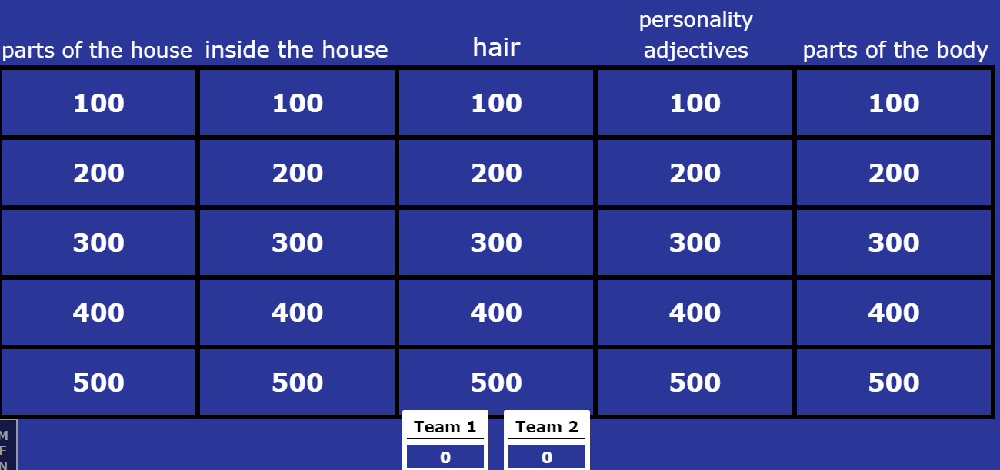 personality
parts of the house inside the house hair adjectives parts of the body
100 100 100 100 100
200 200 200 200 200
300 300 300 300 300
400 400 400 400 400
500 500 500 500 500
Team 1 Team 2
0 0
M
E
N